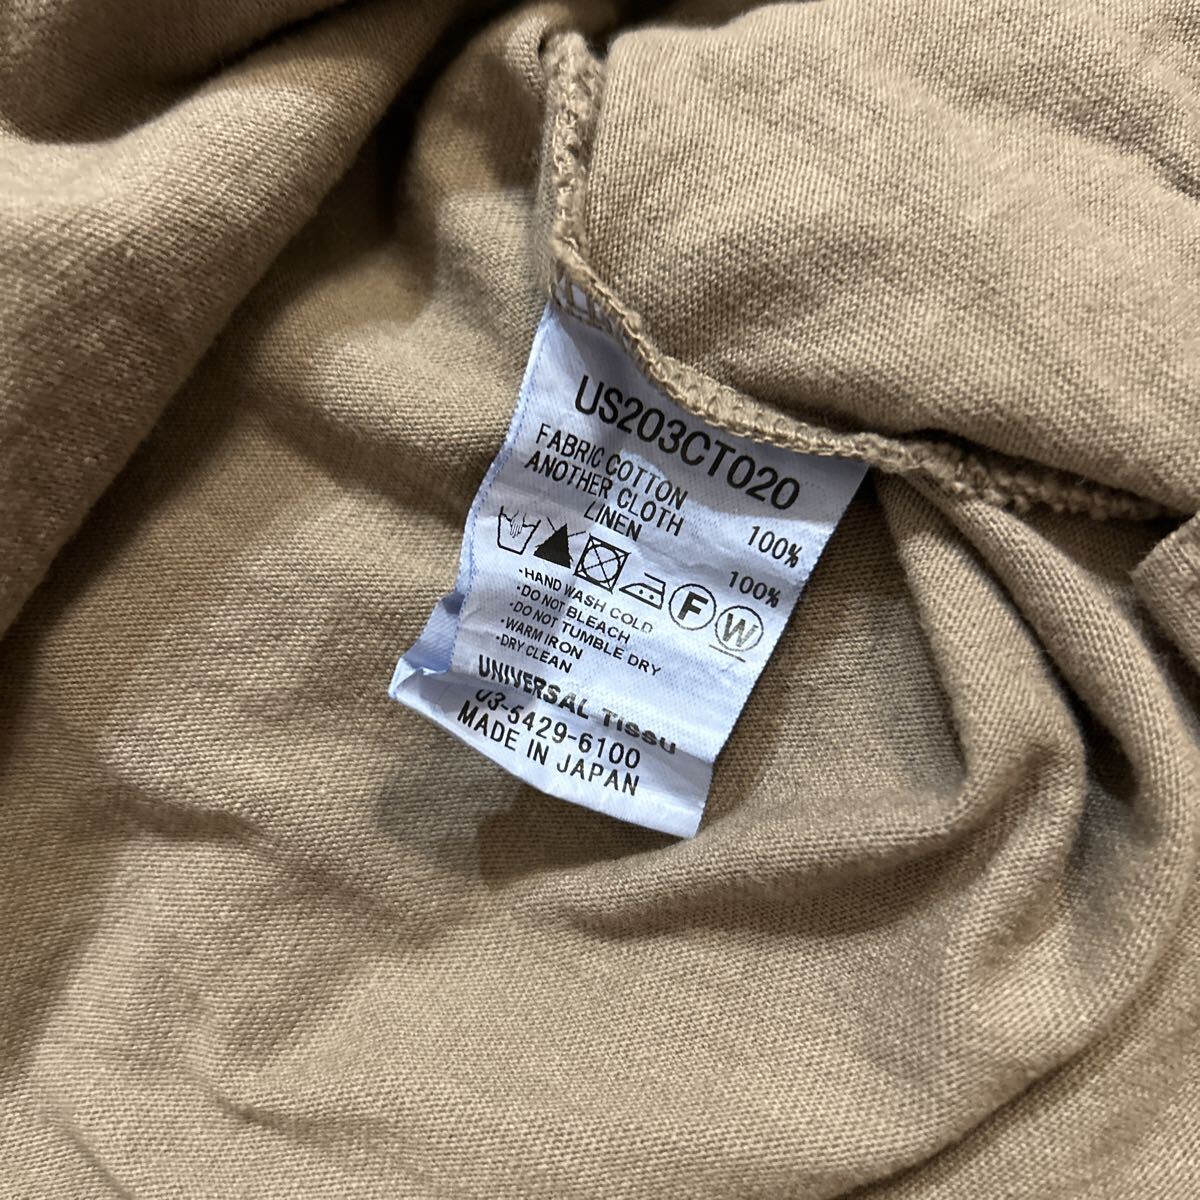 US203CT020
FABRIC COTTON 100%
ANOTHER CLOTH
LINEN 100%
F W
・HAND WASH COLD
・DO NOT BLEACH
・DO NOT TUMBLE DRY
・WARM IRON
・DRY CLEAN
UNIVERSAL Tissu
03-5429-6100
MADE IN JAPAN